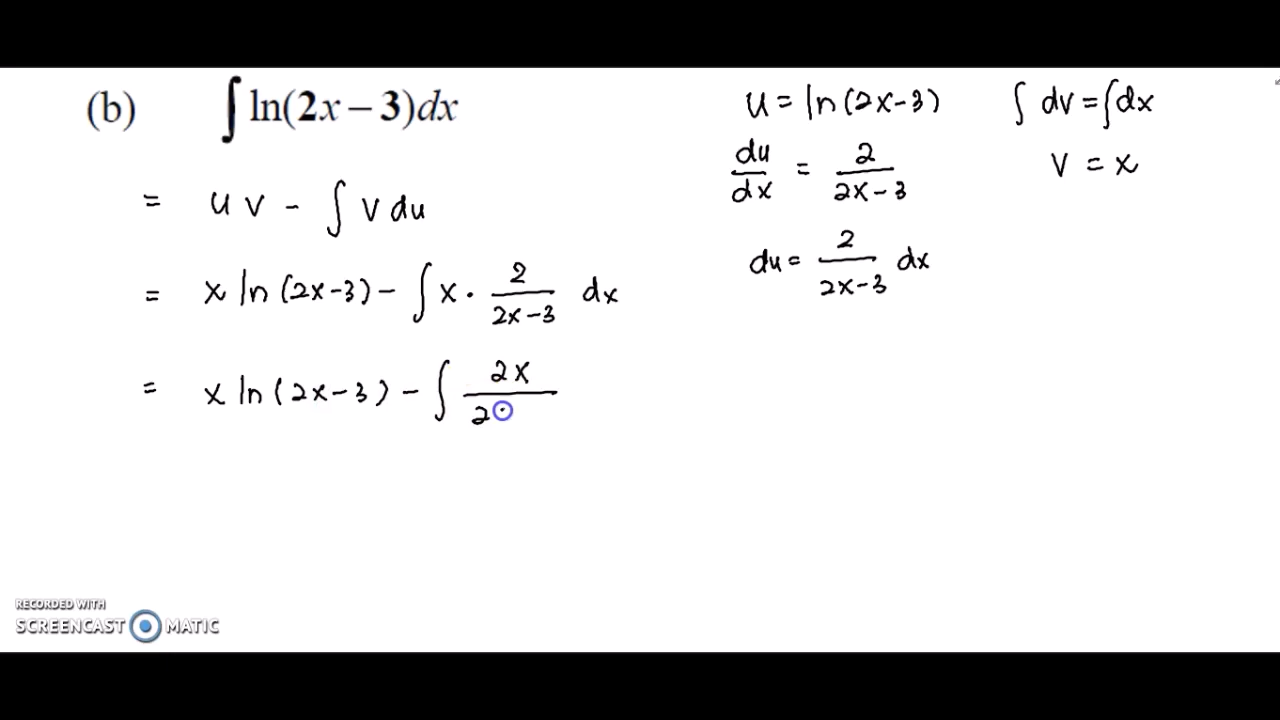 (b) ∫ ln(2x − 3)dx
= uv - ∫ v du
= x ln(2x-3) - ∫ x · 2/(2x-3) dx
= x ln(2x-3) - ∫ 2x/2
u = ln(2x-3)
du/dx = 2/(2x-3)
du = 2/(2x-3) dx
∫ dv = ∫ dx
v = x
RECORDED WITH
SCREENCAST MATIC